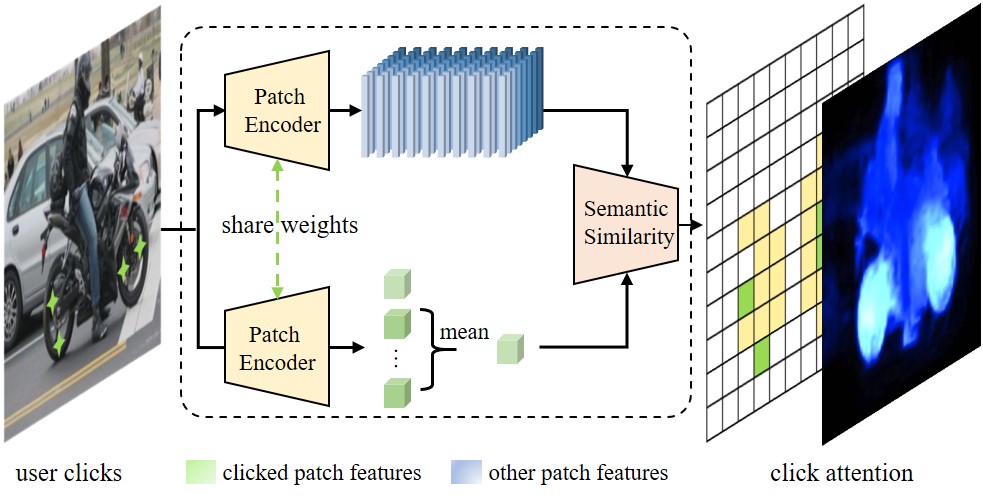 Patch
Encoder
share weights
Semantic
Similarity
Patch
Encoder
mean
...
user clicks
clicked patch features
other patch features
click attention